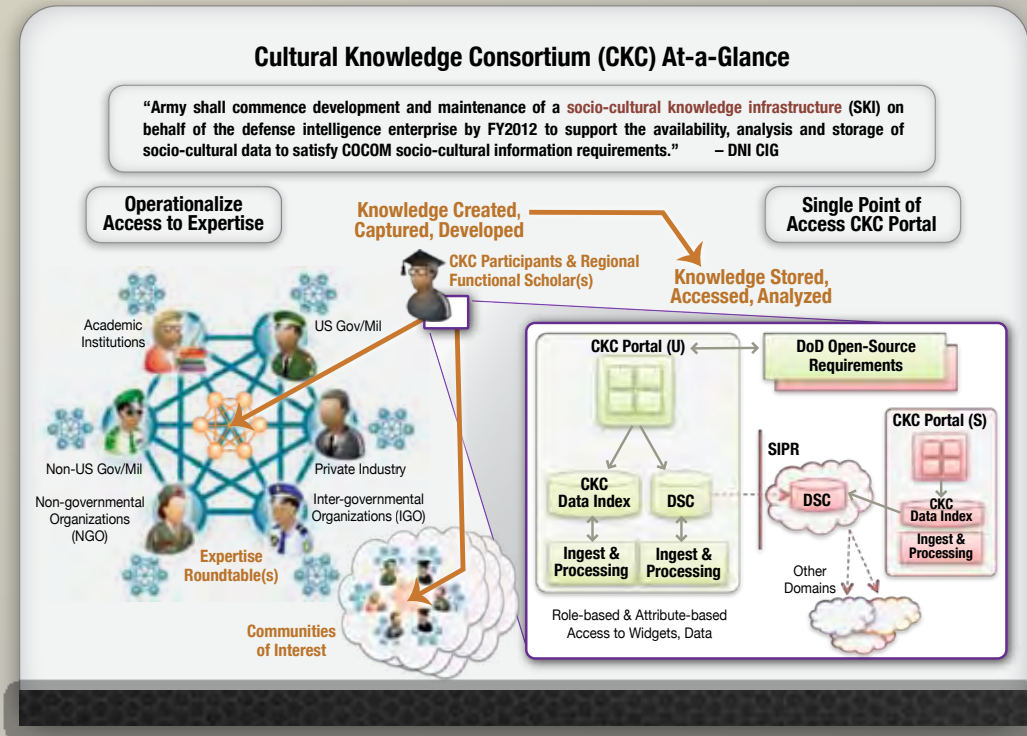 Cultural Knowledge Consortium (CKC) At-a-Glance
“Army shall commence development and maintenance of a socio-cultural knowledge infrastructure (SKI) on
behalf of the defense intelligence enterprise by FY2012 to support the availability, analysis and storage of
socio-cultural data to satisfy COCOM socio-cultural information requirements.” – DNI CIG
Operationalize
Access to Expertise
Knowledge Created,
Captured, Developed
Single Point of
Access CKC Portal
CKC Participants & Regional
Functional Scholar(s)
Knowledge Stored,
Accessed, Analyzed
Academic
Institutions
US Gov/Mil
Non-US Gov/Mil
Private Industry
Non-governmental
Organizations
(NGO)
Inter-governmental
Organizations (IGO)
Expertise
Roundtable(s)
Communities
of Interest
CKC Portal (U)
DoD Open-Source
Requirements
CKC
Data Index
DSC
Ingest &
Processing
Ingest &
Processing
Role-based & Attribute-based
Access to Widgets, Data
SIPR
DSC
CKC Portal (S)
CKC
Data Index
Ingest &
Processing
Other
Domains